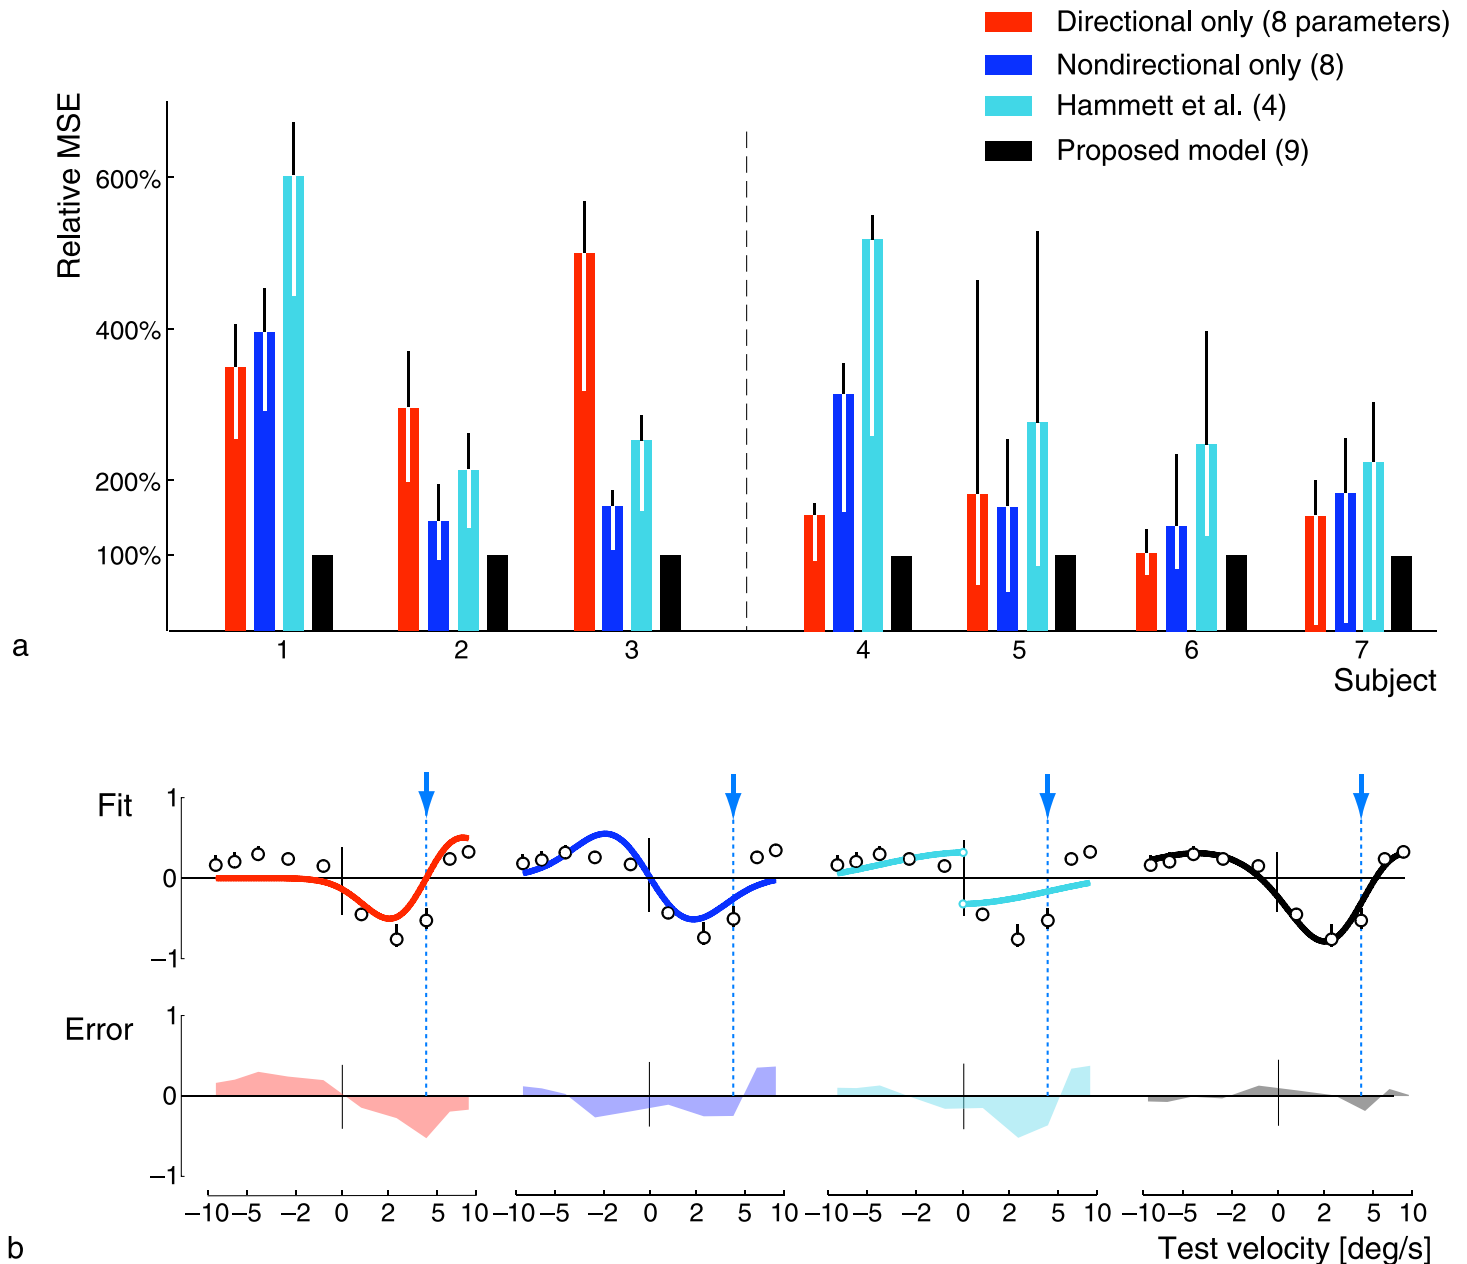 Directional only (8 parameters)
Nondirectional only (8)
Hammett et al. (4)
Proposed model (9)
Relative MSE
600%
400%
200%
100%
1 2 3 4 5 6 7
a
Subject
Fit
1
0
−1
Error
1
0
−1
−10 −5 −2 0 2 5 10 −10 −5 −2 0 2 5 10 −10 −5 −2 0 2 5 10 −10 −5 −2 0 2 5 10
b
Test velocity [deg/s]